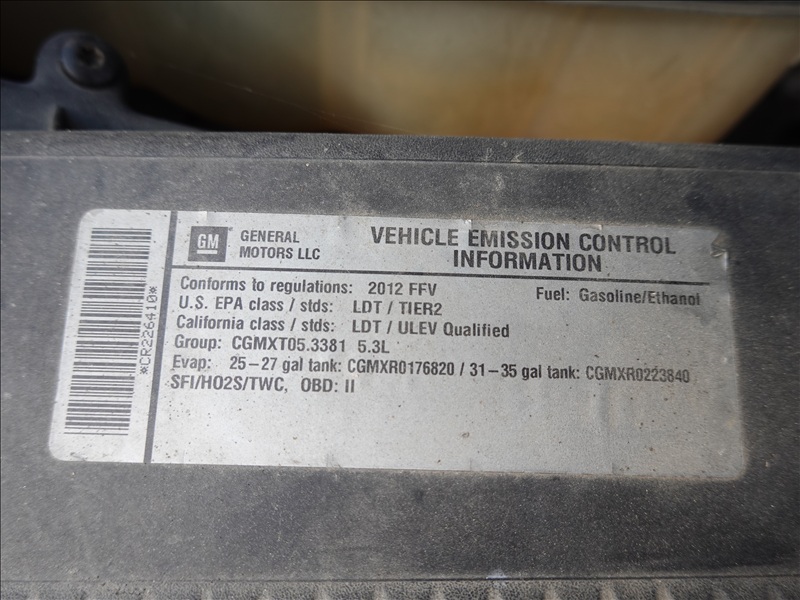 GM GENERAL MOTORS LLC
VEHICLE EMISSION CONTROL
INFORMATION
Conforms to regulations: 2012 FFV Fuel: Gasoline/Ethanol
U.S. EPA class / stds: LDT / TIER2
California class / stds: LDT / ULEV Qualified
Group: CGMXT05.3381 5.3L
Evap: 25-27 gal tank: CGMXR0176820 / 31-35 gal tank: CGMXR0223840
SFI/HO2S/TWC, OBD: II
*CR226410*